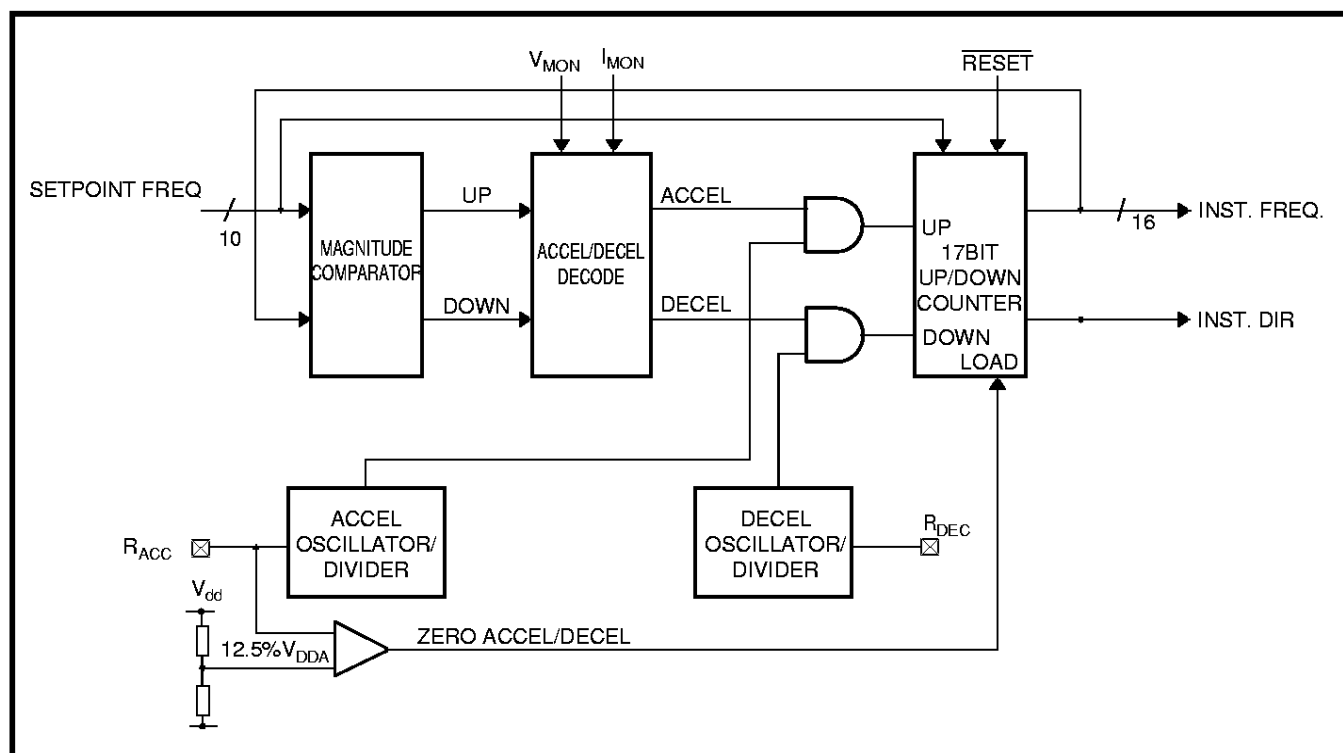 V_MON
I_MON
RESET
SETPOINT FREQ
10
MAGNITUDE
COMPARATOR
UP
DOWN
ACCEL/DECEL
DECODE
ACCEL
DECEL
UP
17BIT
UP/DOWN
COUNTER
DOWN
LOAD
16
INST. FREQ.
INST. DIR
R_ACC
ACCEL
OSCILLATOR/
DIVIDER
DECEL
OSCILLATOR/
DIVIDER
R_DEC
V_dd
12.5%V_DDA
ZERO ACCEL/DECEL